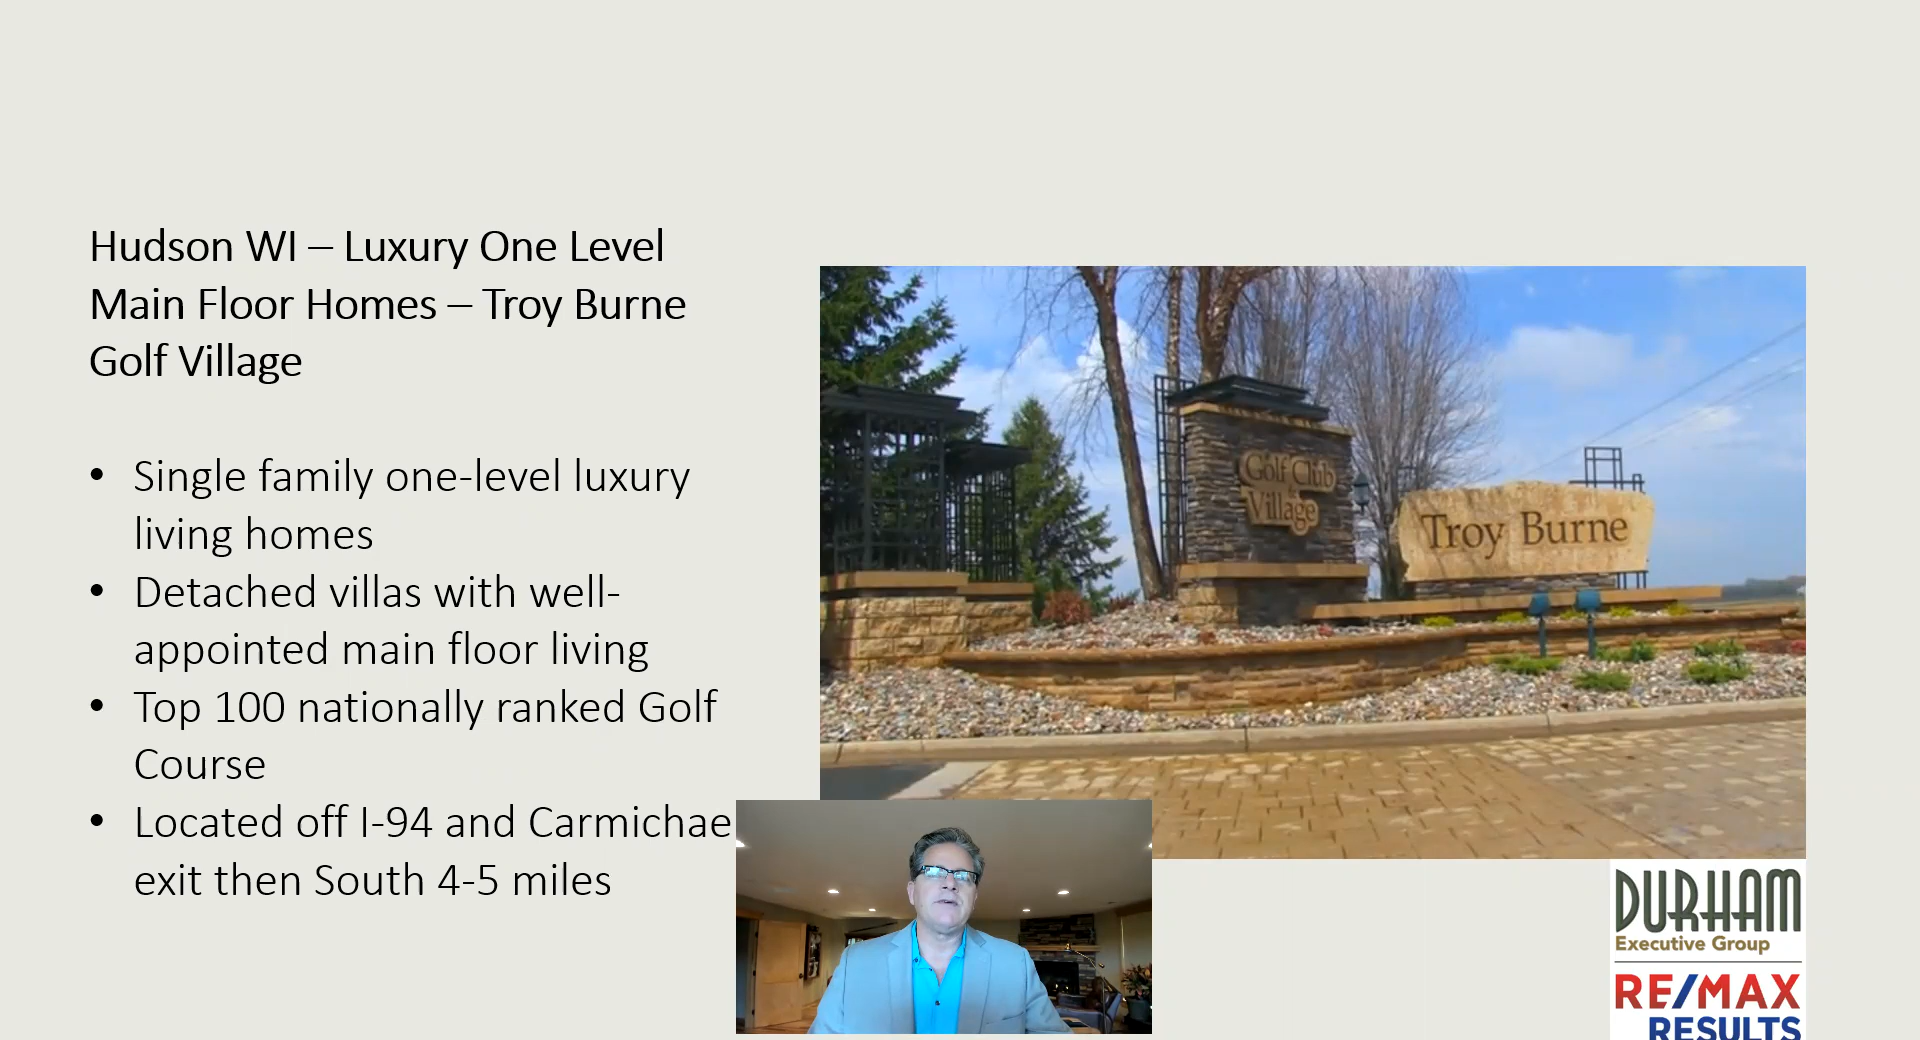 Hudson WI – Luxury One Level
Main Floor Homes – Troy Burne
Golf Village
• Single family one-level luxury
living homes
• Detached villas with well-
appointed main floor living
• Top 100 nationally ranked Golf
Course
• Located off I-94 and Carmichae
exit then South 4-5 miles
Golf Club
Village
Troy Burne
DURHAM
Executive Group
RE/MAX
RESULTS